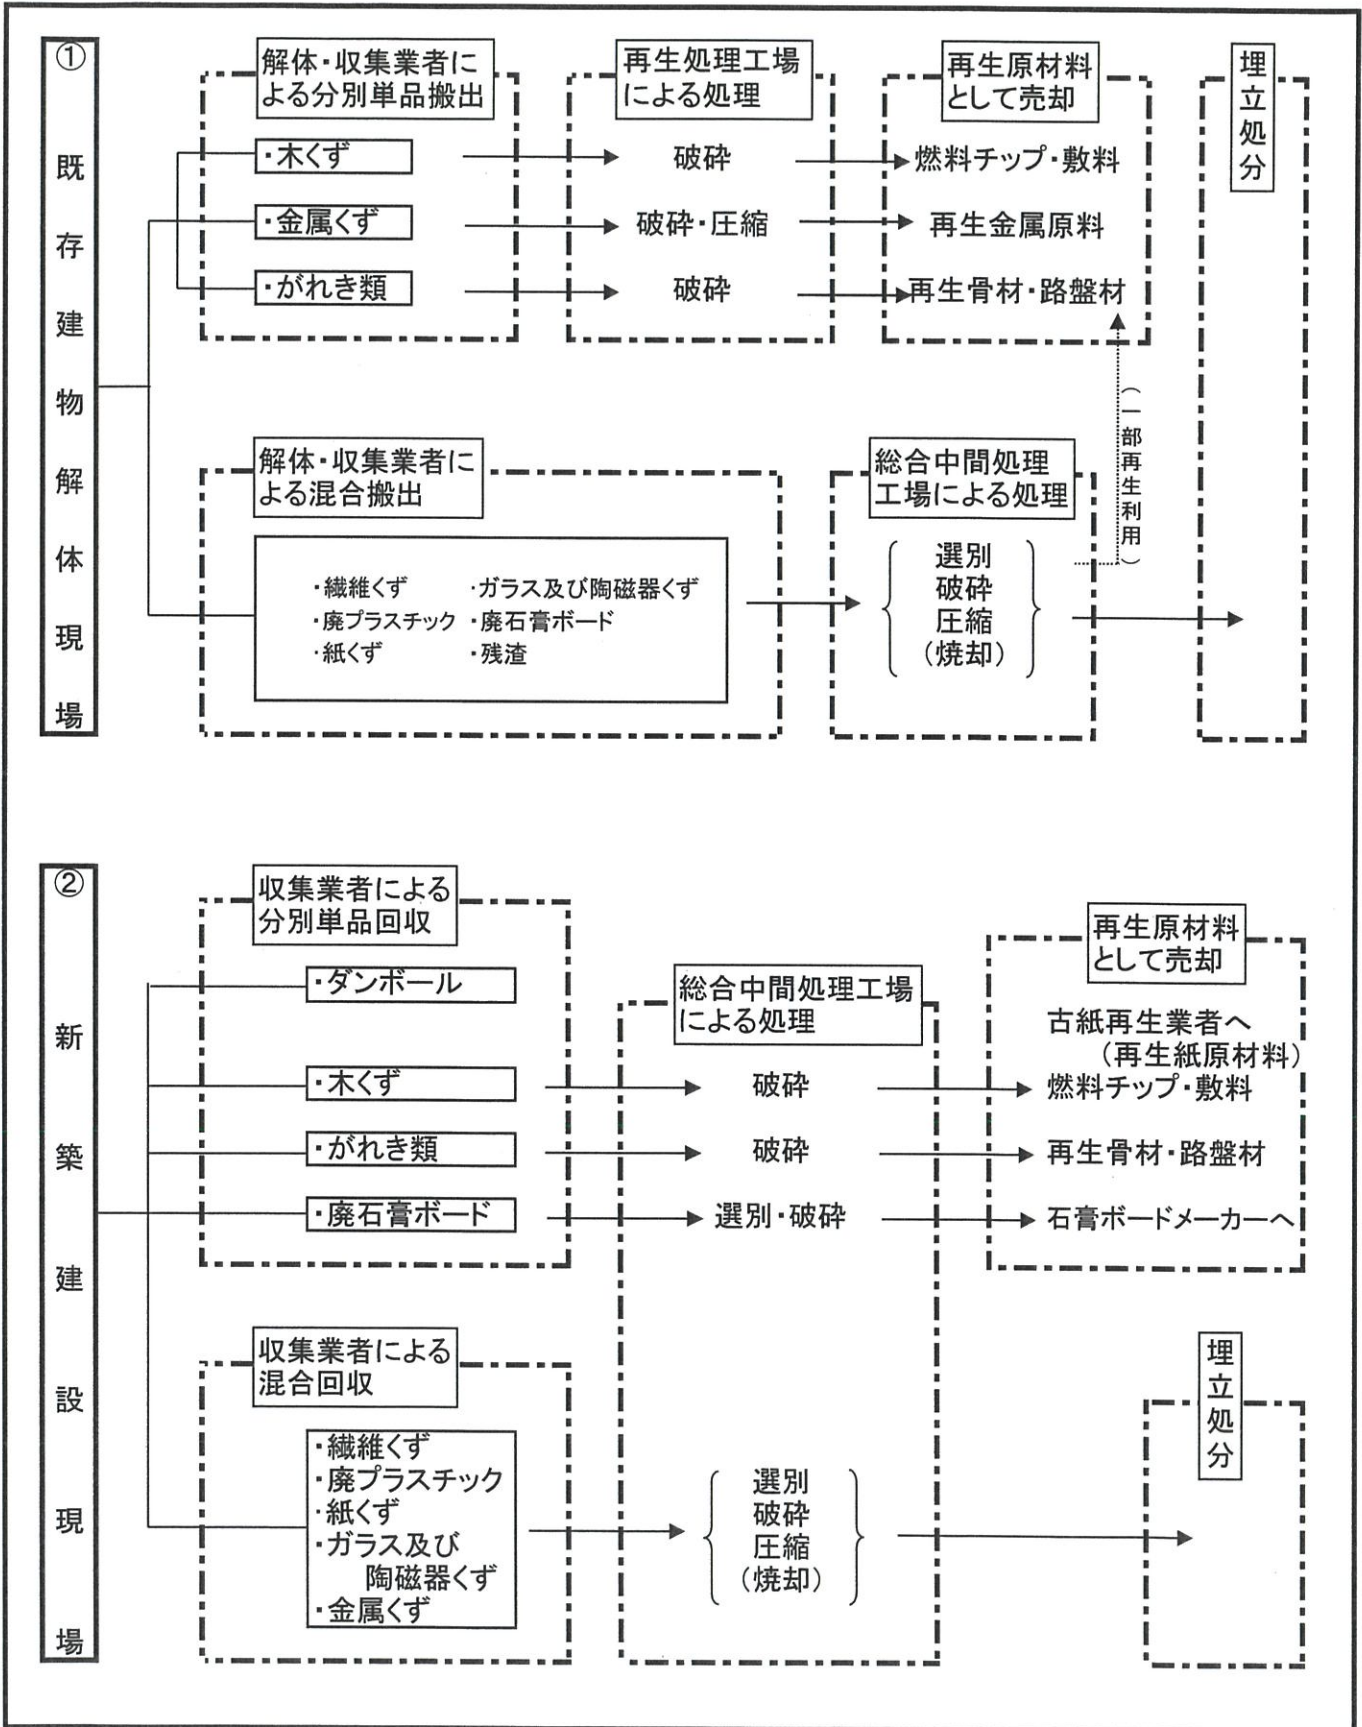 ①
既存建物解体現場
解体・収集業者に
よる分別単品搬出
再生処理工場
による処理
再生原材料
として売却
埋立処分
・木くず
破砕
燃料チップ・敷料
・金属くず
破砕・圧縮
再生金属原料
・がれき類
破砕
再生骨材・路盤材
（一部再生利用）
解体・収集業者に
よる混合搬出
総合中間処理
工場による処理
・繊維くず
・ガラス及び陶磁器くず
・廃プラスチック
・廃石膏ボード
・紙くず
・残渣
選別
破砕
圧縮
（焼却）
②
新築建設現場
収集業者による
分別単品回収
総合中間処理工場
による処理
再生原材料
として売却
・ダンボール
古紙再生業者へ
（再生紙原材料）
・木くず
破砕
燃料チップ・敷料
・がれき類
破砕
再生骨材・路盤材
・廃石膏ボード
選別・破砕
石膏ボードメーカーへ
収集業者による
混合回収
埋立処分
・繊維くず
・廃プラスチック
・紙くず
・ガラス及び
陶磁器くず
・金属くず
選別
破砕
圧縮
（焼却）